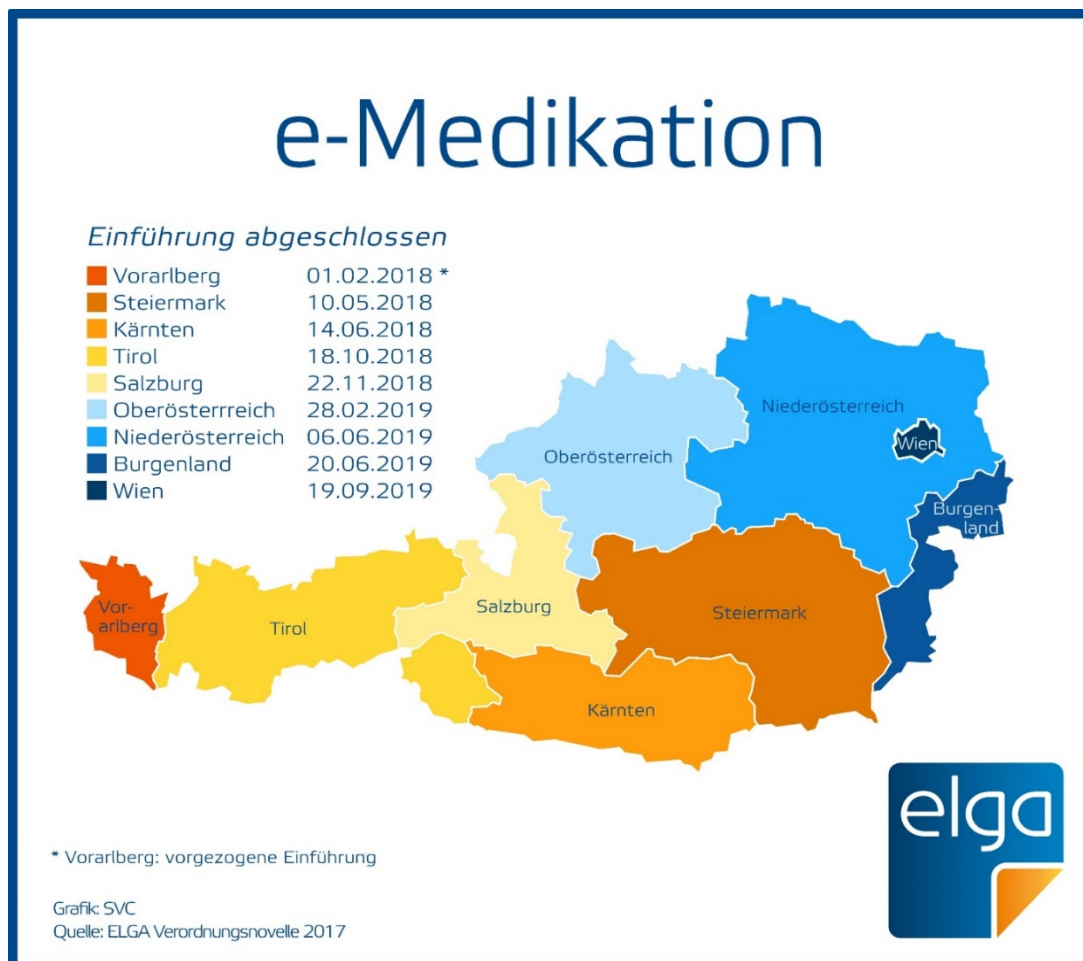 e-Medikation
Einführung abgeschlossen
Vorarlberg 01.02.2018 *
Steiermark 10.05.2018
Kärnten 14.06.2018
Tirol 18.10.2018
Salzburg 22.11.2018
Oberösterrreich 28.02.2019
Niederösterreich 06.06.2019
Burgenland 20.06.2019
Wien 19.09.2019
Niederösterreich
Wien
Oberösterreich
Burgen-
land
Vor-
arlberg
Tirol
Salzburg
Steiermark
Kärnten
elga
* Vorarlberg: vorgezogene Einführung
Grafik: SVC
Quelle: ELGA Verordnungsnovelle 2017